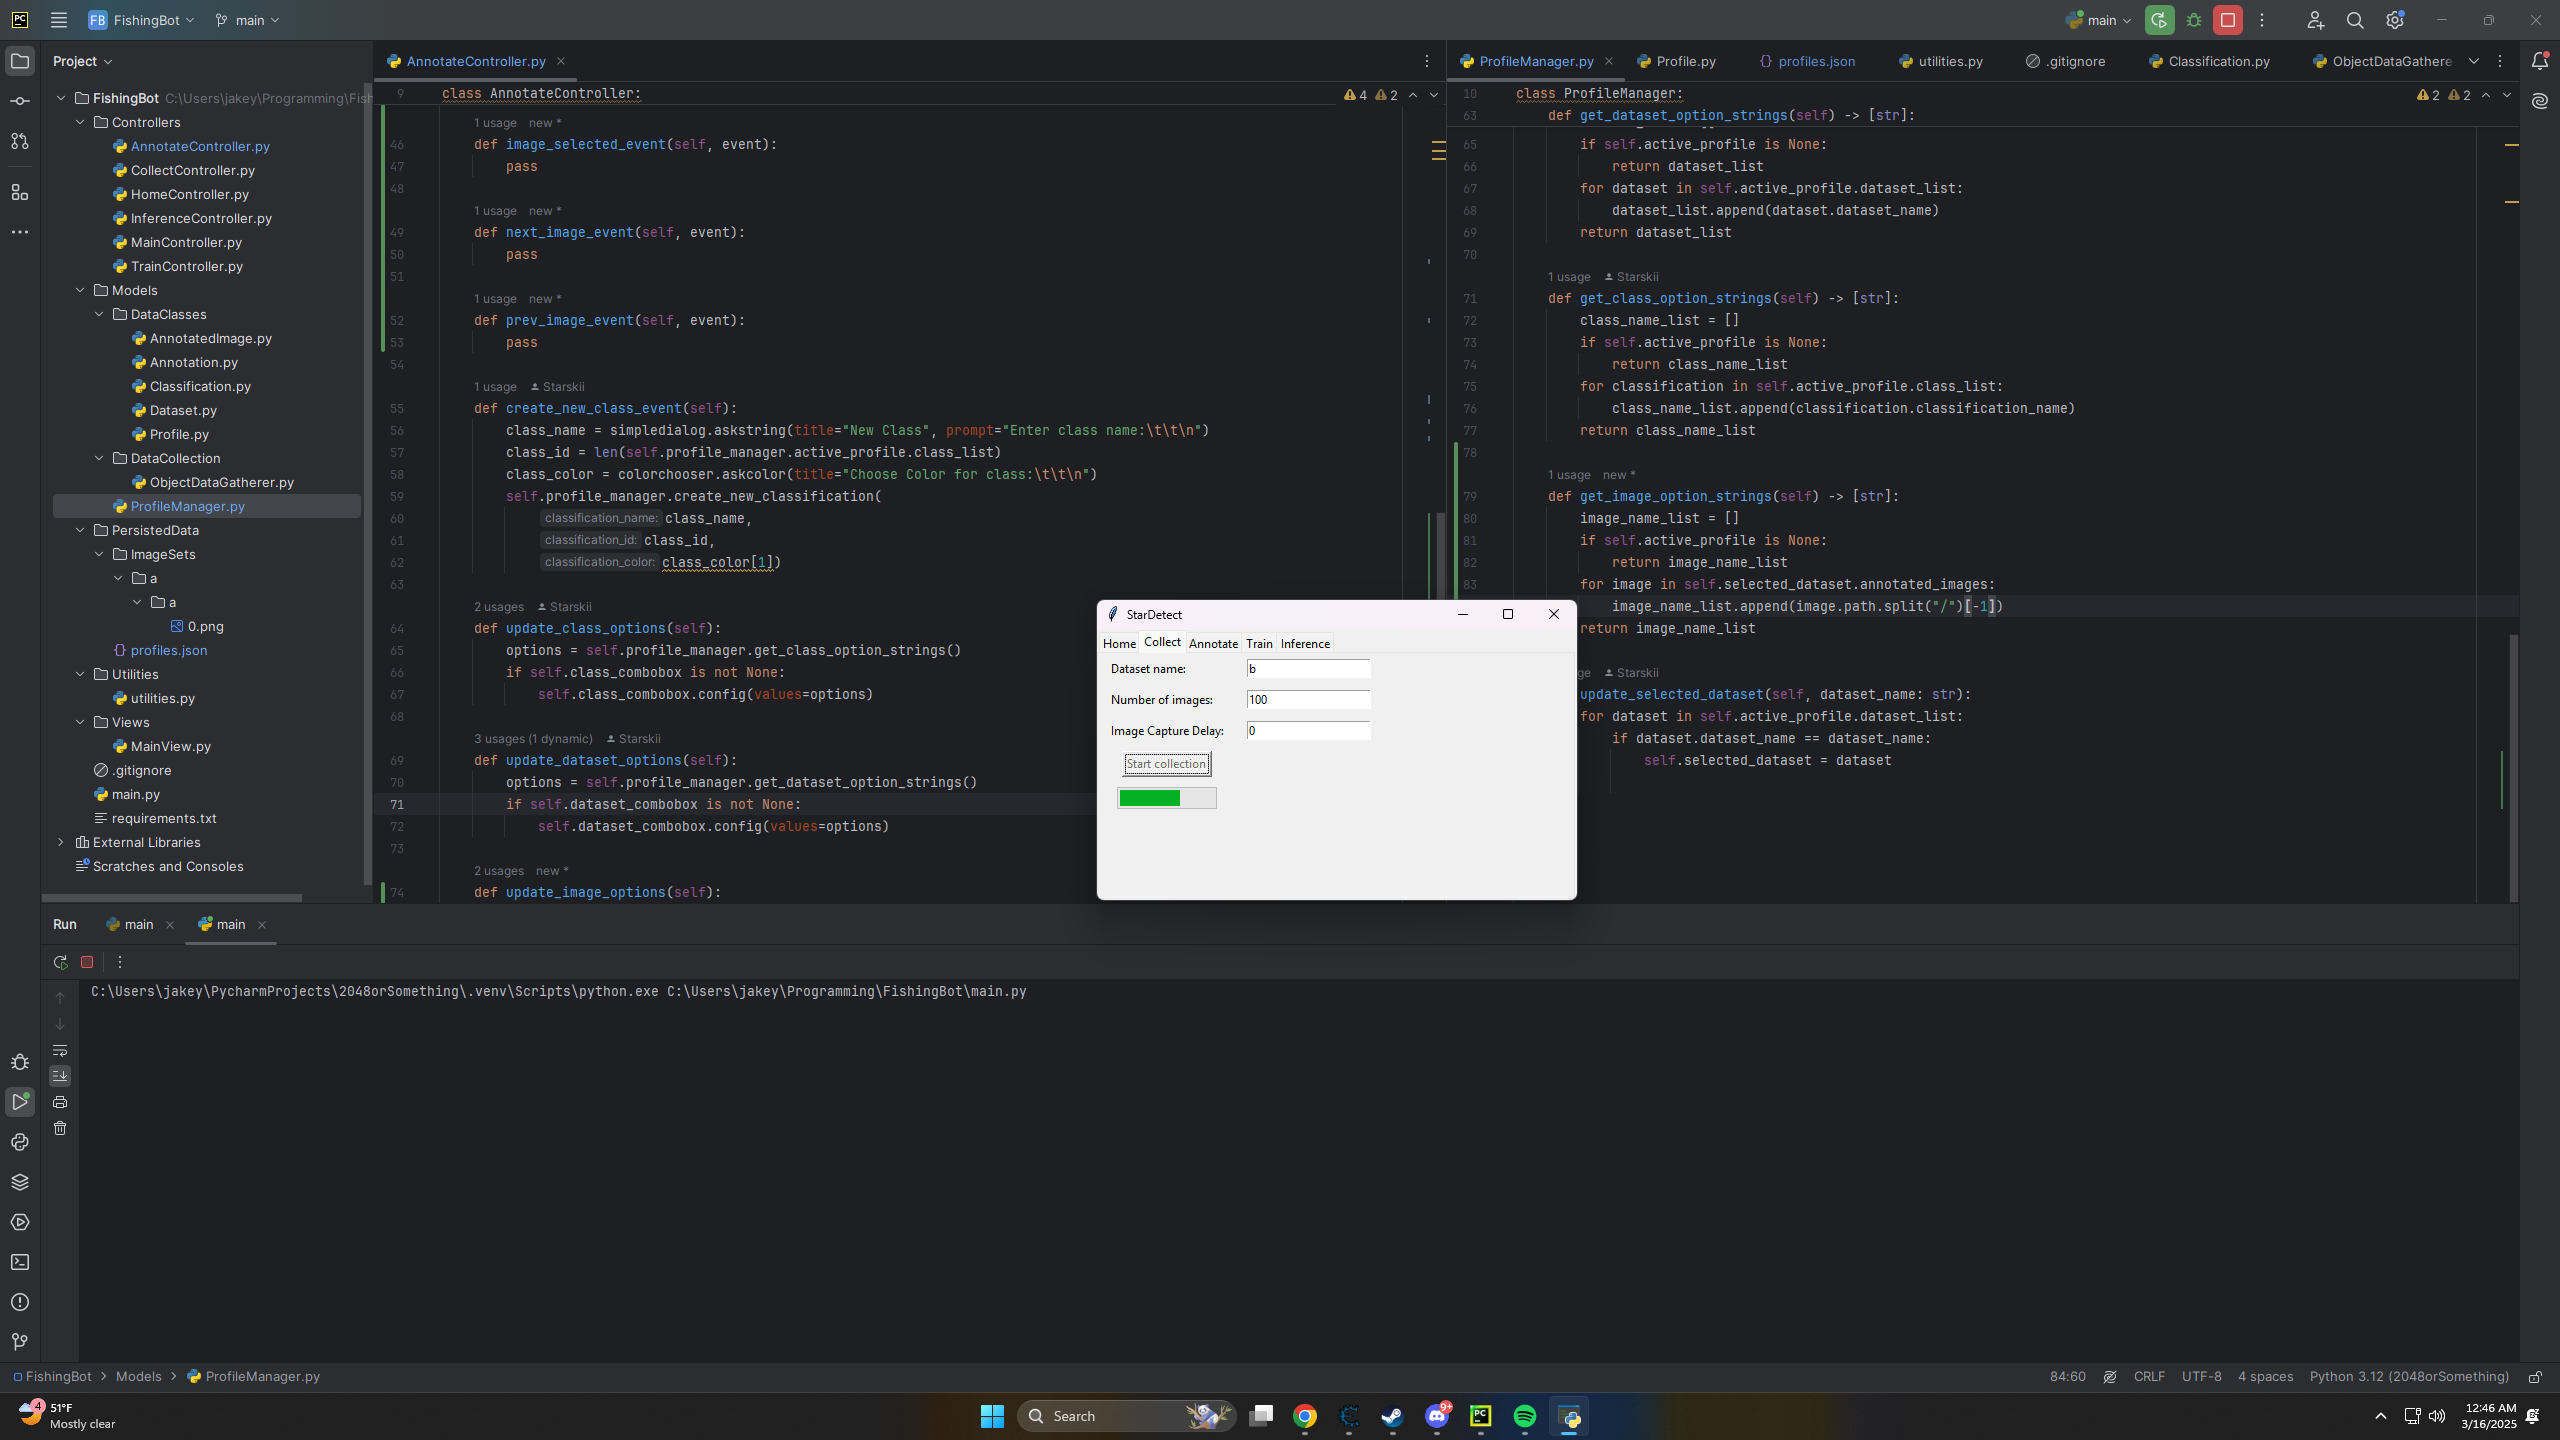 PC FB FishingBot main main
Project
FishingBot C:\Users\jakey\Programming\Fish
Controllers
AnnotateController.py
CollectController.py
HomeController.py
InferenceController.py
MainController.py
TrainController.py
Models
DataClasses
AnnotatedImage.py
Annotation.py
Classification.py
Dataset.py
Profile.py
DataCollection
ObjectDataGatherer.py
ProfileManager.py
PersistedData
ImageSets
a
a
0.png
profiles.json
Utilities
utilities.py
Views
MainView.py
.gitignore
main.py
requirements.txt
External Libraries
Scratches and Consoles
AnnotateController.py
9 class AnnotateController: 4 2
1 usage new *
46 def image_selected_event(self, event):
47 pass
48
1 usage new *
49 def next_image_event(self, event):
50 pass
51
1 usage new *
52 def prev_image_event(self, event):
53 pass
54
1 usage Starskii
55 def create_new_class_event(self):
56 class_name = simpledialog.askstring(title="New Class", prompt="Enter class name:\t\t\n")
57 class_id = len(self.profile_manager.active_profile.class_list)
58 class_color = colorchooser.askcolor(title="Choose Color for class:\t\t\n")
59 self.profile_manager.create_new_classification(
60 classification_name: class_name,
61 classification_id: class_id,
62 classification_color: class_color[1])
63
2 usages Starskii
64 def update_class_options(self):
65 options = self.profile_manager.get_class_option_strings()
66 if self.class_combobox is not None:
67 self.class_combobox.config(values=options)
68
3 usages (1 dynamic) Starskii
69 def update_dataset_options(self):
70 options = self.profile_manager.get_dataset_option_strings()
71 if self.dataset_combobox is not None:
72 self.dataset_combobox.config(values=options)
73
2 usages new *
74 def update_image_options(self):
ProfileManager.py Profile.py profiles.json utilities.py .gitignore Classification.py ObjectDataGathere
10 class ProfileManager: 2 2
63 def get_dataset_option_strings(self) -> [str]:
65 if self.active_profile is None:
66 return dataset_list
67 for dataset in self.active_profile.dataset_list:
68 dataset_list.append(dataset.dataset_name)
69 return dataset_list
70
1 usage Starskii
71 def get_class_option_strings(self) -> [str]:
72 class_name_list = []
73 if self.active_profile is None:
74 return class_name_list
75 for classification in self.active_profile.class_list:
76 class_name_list.append(classification.classification_name)
77 return class_name_list
78
1 usage new *
79 def get_image_option_strings(self) -> [str]:
80 image_name_list = []
81 if self.active_profile is None:
82 return image_name_list
83 for image in self.selected_dataset.annotated_images:
image_name_list.append(image.path.split("/")[-1])
return image_name_list
ge Starskii
update_selected_dataset(self, dataset_name: str):
for dataset in self.active_profile.dataset_list:
if dataset.dataset_name == dataset_name:
self.selected_dataset = dataset
StarDetect
Home Collect Annotate Train Inference
Dataset name: b
Number of images: 100
Image Capture Delay: 0
Start collection
Run main main
C:\Users\jakey\PycharmProjects\2048orSomething\.venv\Scripts\python.exe C:\Users\jakey\Programming\FishingBot\main.py
FishingBot Models ProfileManager.py 84:60 CRLF UTF-8 4 spaces Python 3.12 (2048orSomething)
4 51°F
Mostly clear
Search
9+
PC
12:46 AM
3/16/2025